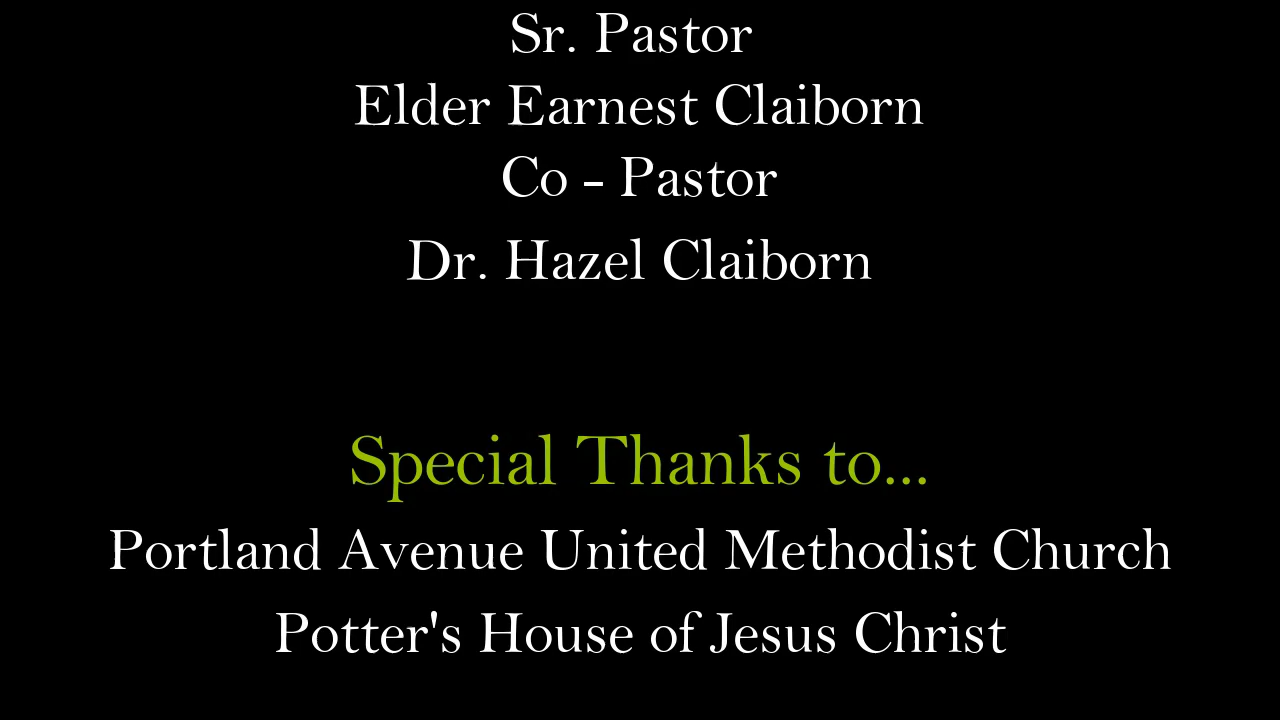 Sr. Pastor
Elder Earnest Claiborn
Co - Pastor
Dr. Hazel Claiborn
Special Thanks to...
Portland Avenue United Methodist Church
Potter's House of Jesus Christ